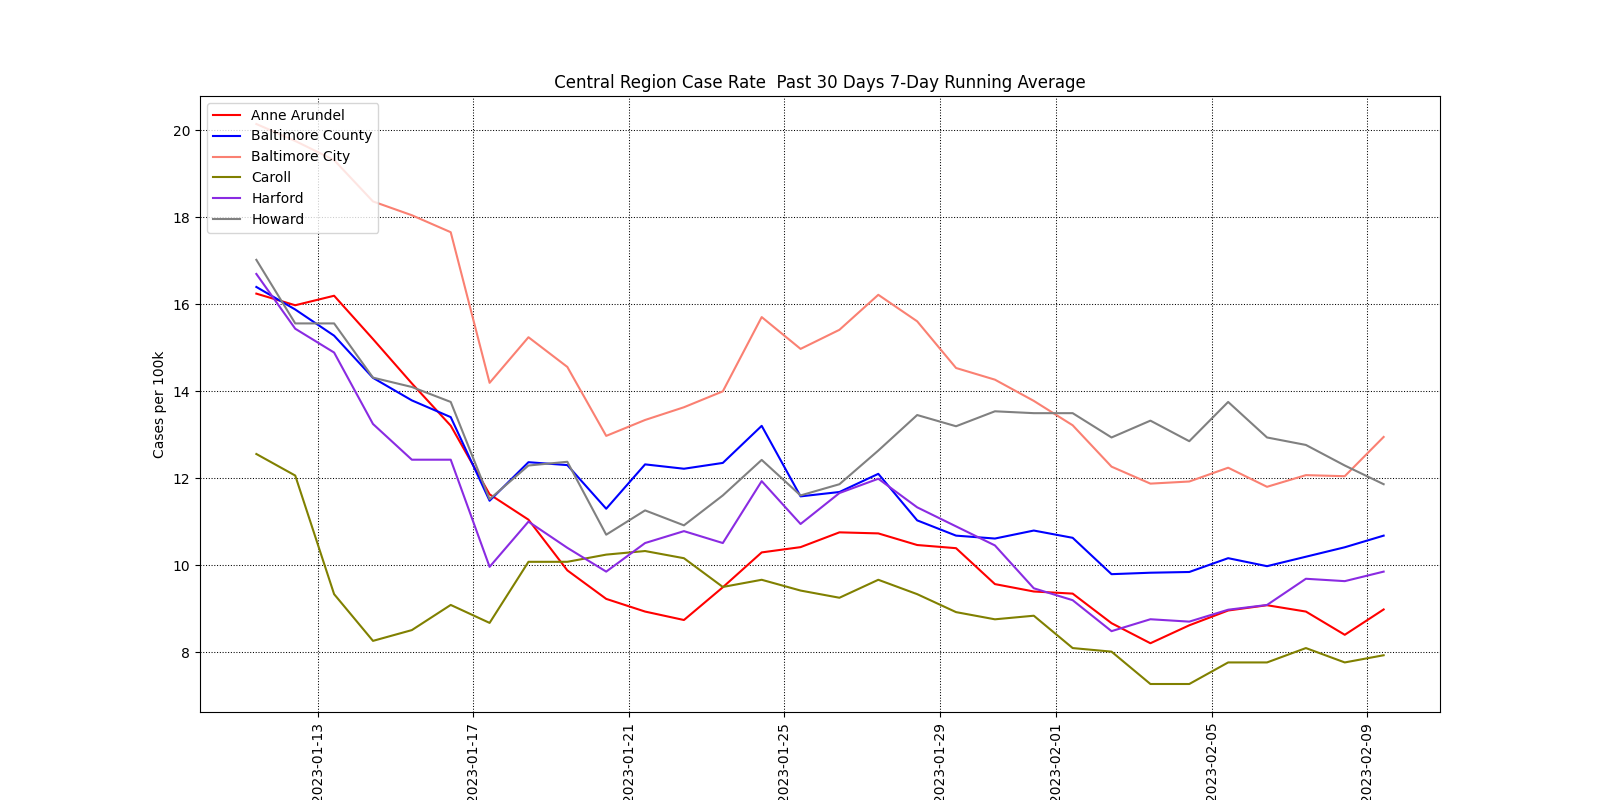 Central Region Case Rate  Past 30 Days 7-Day Running Average
Anne Arundel
Baltimore County
Baltimore City
Caroll
Harford
Howard
Cases per 100k
20
18
16
14
12
10
8
2023-01-13
2023-01-17
2023-01-21
2023-01-25
2023-01-29
2023-02-01
2023-02-05
2023-02-09